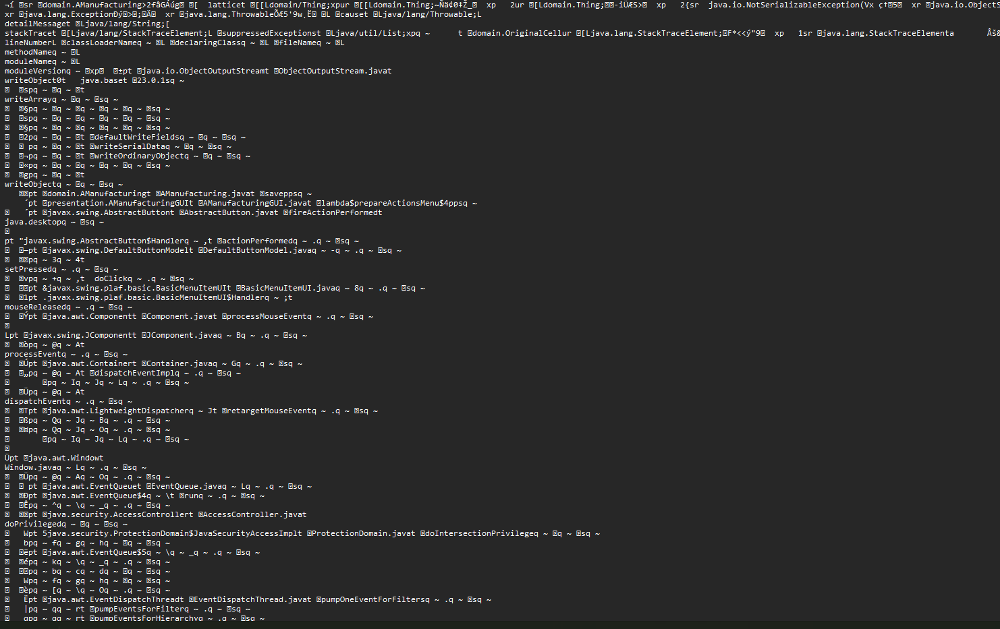 ¬í ⍰sr ⍰domain.AManufacturing>2‡âGÁúg⍰ ⍰[ latticet ⍰[[Ldomain/Thing;xpur ⍰[[Ldomain.Thing;~Ñä¢Ø‡Ž_⍰ xp 2ur ⍰[Ldomain.Thing;⍰⍰-iÜÆS>⍰ xp 2{sr java.io.NotSerializableException(Vx ç†⍰5⍰ xr ⍰java.io.ObjectS
xr ⍰java.lang.ExceptionÐý⍰>⍰;⍰Ä⍰ xr ⍰java.lang.ThrowableÕÆ5'9w¸Ë⍰ ⍰L ⍰causet ⍰Ljava/lang/Throwable;L
detailMessaget ⍰Ljava/lang/String;[
stackTracet ⍰[Ljava/lang/StackTraceElement;L ⍰suppressedExceptionst ⍰Ljava/util/List;xpq ~ t ⍰domain.OriginalCellur ⍰[Ljava.lang.StackTraceElement;⍰F*<<ý"9⍰ xp 1sr ⍰java.lang.StackTraceElementa Åš&
lineNumberL ⍰classLoaderNameq ~ ⍰L ⍰declaringClassq ~ ⍰L ⍰fileNameq ~ ⍰L
methodNameq ~ ⍰L
moduleNameq ~ ⍰L
moduleVersionq ~ ⍰xp⍰ ⍰±pt ⍰java.io.ObjectOutputStreamt ⍰ObjectOutputStream.javat
writeObject0t java.baset ⍰23.0.1sq ~
⍰ ⍰spq ~ ⍰q ~ ⍰t
writeArrayq ~ ⍰q ~ ⍰sq ~
⍰ ⍰§pq ~ ⍰q ~ ⍰q ~ ⍰q ~ ⍰q ~ ⍰sq ~
⍰ ⍰spq ~ ⍰q ~ ⍰q ~ ⍰q ~ ⍰q ~ ⍰sq ~
⍰ ⍰§pq ~ ⍰q ~ ⍰q ~ ⍰q ~ ⍰q ~ ⍰sq ~
⍰ ⍰2pq ~ ⍰q ~ ⍰t ⍰defaultWriteFieldsq ~ ⍰q ~ ⍰sq ~
⍰ ⍰ pq ~ ⍰q ~ ⍰t ⍰writeSerialDataq ~ ⍰q ~ ⍰sq ~
⍰ ⍰¬pq ~ ⍰q ~ ⍰t ⍰writeOrdinaryObjectq ~ ⍰q ~ ⍰sq ~
⍰ ⍰«pq ~ ⍰q ~ ⍰q ~ ⍰q ~ ⍰q ~ ⍰sq ~
⍰ ⍰gpq ~ ⍰q ~ ⍰t
writeObjectq ~ ⍰q ~ ⍰sq ~
⍰⍰pt ⍰domain.AManufacturingt ⍰AManufacturing.javat ⍰saveppsq ~
´pt ⍰presentation.AManufacturingGUIt ⍰AManufacturingGUI.javat ⍰lambda$prepareActionsMenu$4ppsq ~
⍰ ´pt ⍰javax.swing.AbstractButtont ⍰AbstractButton.javat ⍰fireActionPerformedt
java.desktopq ~ ⍰sq ~
⍰
pt "javax.swing.AbstractButton$Handlerq ~ ,t ⍰actionPerformedq ~ .q ~ ⍰sq ~
⍰ ⍰—pt ⍰javax.swing.DefaultButtonModelt ⍰DefaultButtonModel.javaq ~ -q ~ .q ~ ⍰sq ~
⍰ ⍰⍰pq ~ 3q ~ 4t
setPressedq ~ .q ~ ⍰sq ~
⍰ ⍰vpq ~ +q ~ ,t doClickq ~ .q ~ ⍰sq ~
⍰ ⍰⍰pt &javax.swing.plaf.basic.BasicMenuItemUIt ⍰BasicMenuItemUI.javaq ~ 8q ~ .q ~ ⍰sq ~
⍰ ⍰1pt .javax.swing.plaf.basic.BasicMenuItemUI$Handlerq ~ ;t
mouseReleasedq ~ .q ~ ⍰sq ~
⍰ ⍰Ýpt ⍰java.awt.Componentt ⍰Component.javat ⍰processMouseEventq ~ .q ~ ⍰sq ~
⍰
Lpt ⍰javax.swing.JComponentt ⍰JComponent.javaq ~ Bq ~ .q ~ ⍰sq ~
⍰ ⍰òpq ~ @q ~ At
processEventq ~ .q ~ ⍰sq ~
⍰ ⍰Úpt ⍰java.awt.Containert ⍰Container.javaq ~ Gq ~ .q ~ ⍰sq ~
⍰ ⍰„pq ~ @q ~ At ⍰dispatchEventImplq ~ .q ~ ⍰sq ~
⍰ ⍰pq ~ Iq ~ Jq ~ Lq ~ .q ~ ⍰sq ~
⍰ ⍰Üpq ~ @q ~ At
dispatchEventq ~ .q ~ ⍰sq ~
⍰ ⍰Tpt ⍰java.awt.LightweightDispatcherq ~ Jt ⍰retargetMouseEventq ~ .q ~ ⍰sq ~
⍰ ⍰ßpq ~ Qq ~ Jq ~ Bq ~ .q ~ ⍰sq ~
⍰ ⍰¤pq ~ Qq ~ Jq ~ Oq ~ .q ~ ⍰sq ~
⍰ ⍰pq ~ Iq ~ Jq ~ Lq ~ .q ~ ⍰sq ~
⍰
Üpt ⍰java.awt.Windowt
Window.javaq ~ Lq ~ .q ~ ⍰sq ~
⍰ ⍰Üpq ~ @q ~ Aq ~ Oq ~ .q ~ ⍰sq ~
⍰ ⍰ pt ⍰java.awt.EventQueuet ⍰EventQueue.javaq ~ Lq ~ .q ~ ⍰sq ~
⍰ ⍰Ðpt ⍰java.awt.EventQueue$4q ~ \t ⍰runq ~ .q ~ ⍰sq ~
⍰ ⍰Êpq ~ ^q ~ \q ~ _q ~ .q ~ ⍰sq ~
⍰ ⍰⍰pt ⍰java.security.AccessControllert ⍰AccessController.javat
doPrivilegedq ~ ⍰q ~ ⍰sq ~
⍰ Wpt 5java.security.ProtectionDomain$JavaSecurityAccessImplt ⍰ProtectionDomain.javat ⍰doIntersectionPrivilegeq ~ ⍰q ~ ⍰sq ~
⍰ bpq ~ fq ~ gq ~ hq ~ ⍰q ~ ⍰sq ~
⍰ ⍰ëpt ⍰java.awt.EventQueue$5q ~ \q ~ _q ~ .q ~ ⍰sq ~
⍰ ⍰épq ~ kq ~ \q ~ _q ~ .q ~ ⍰sq ~
⍰ ⍰⍰pq ~ bq ~ cq ~ dq ~ ⍰q ~ ⍰sq ~
⍰ Wpq ~ fq ~ gq ~ hq ~ ⍰q ~ ⍰sq ~
⍰ ⍰èpq ~ [q ~ \q ~ Oq ~ .q ~ ⍰sq ~
⍰ Ëpt ⍰java.awt.EventDispatchThreadt ⍰EventDispatchThread.javat ⍰pumpOneEventForFiltersq ~ .q ~ ⍰sq ~
⍰ |pq ~ qq ~ rt ⍰pumpEventsForFilterq ~ .q ~ ⍰sq ~
⍰ qpq ~ qq ~ rt ⍰pumpEventsForHierarchyq ~ .q ~ ⍰sq ~